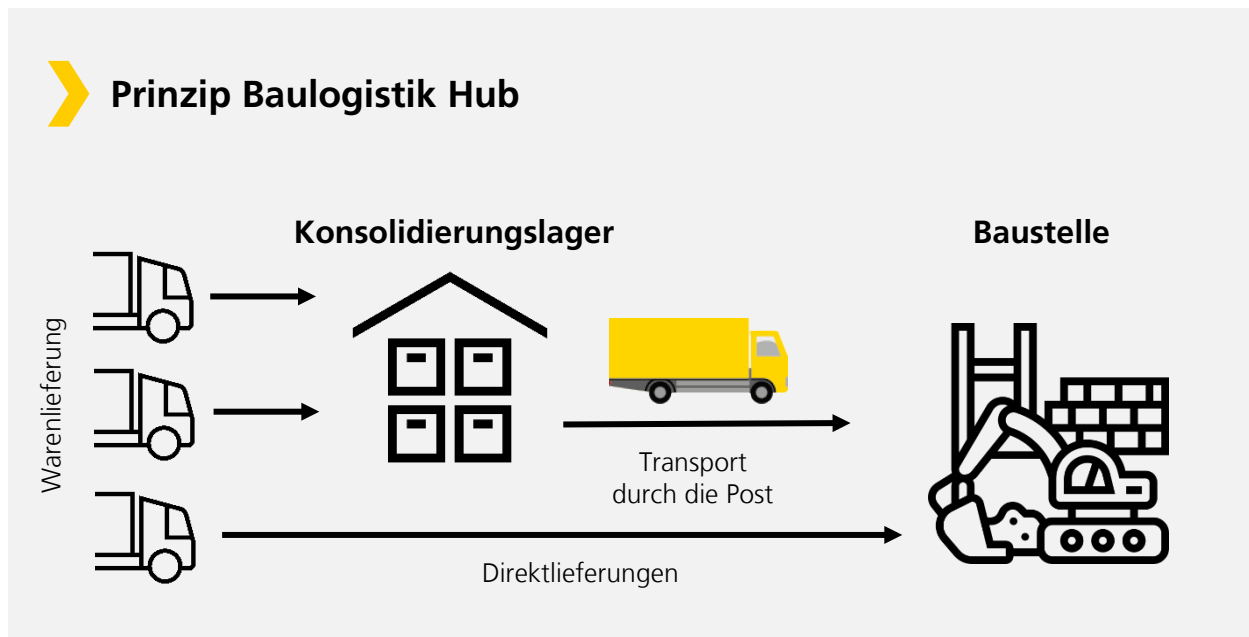 Prinzip Baulogistik Hub
Konsolidierungslager
Baustelle
Warenlieferung
Transport
durch die Post
Direktlieferungen